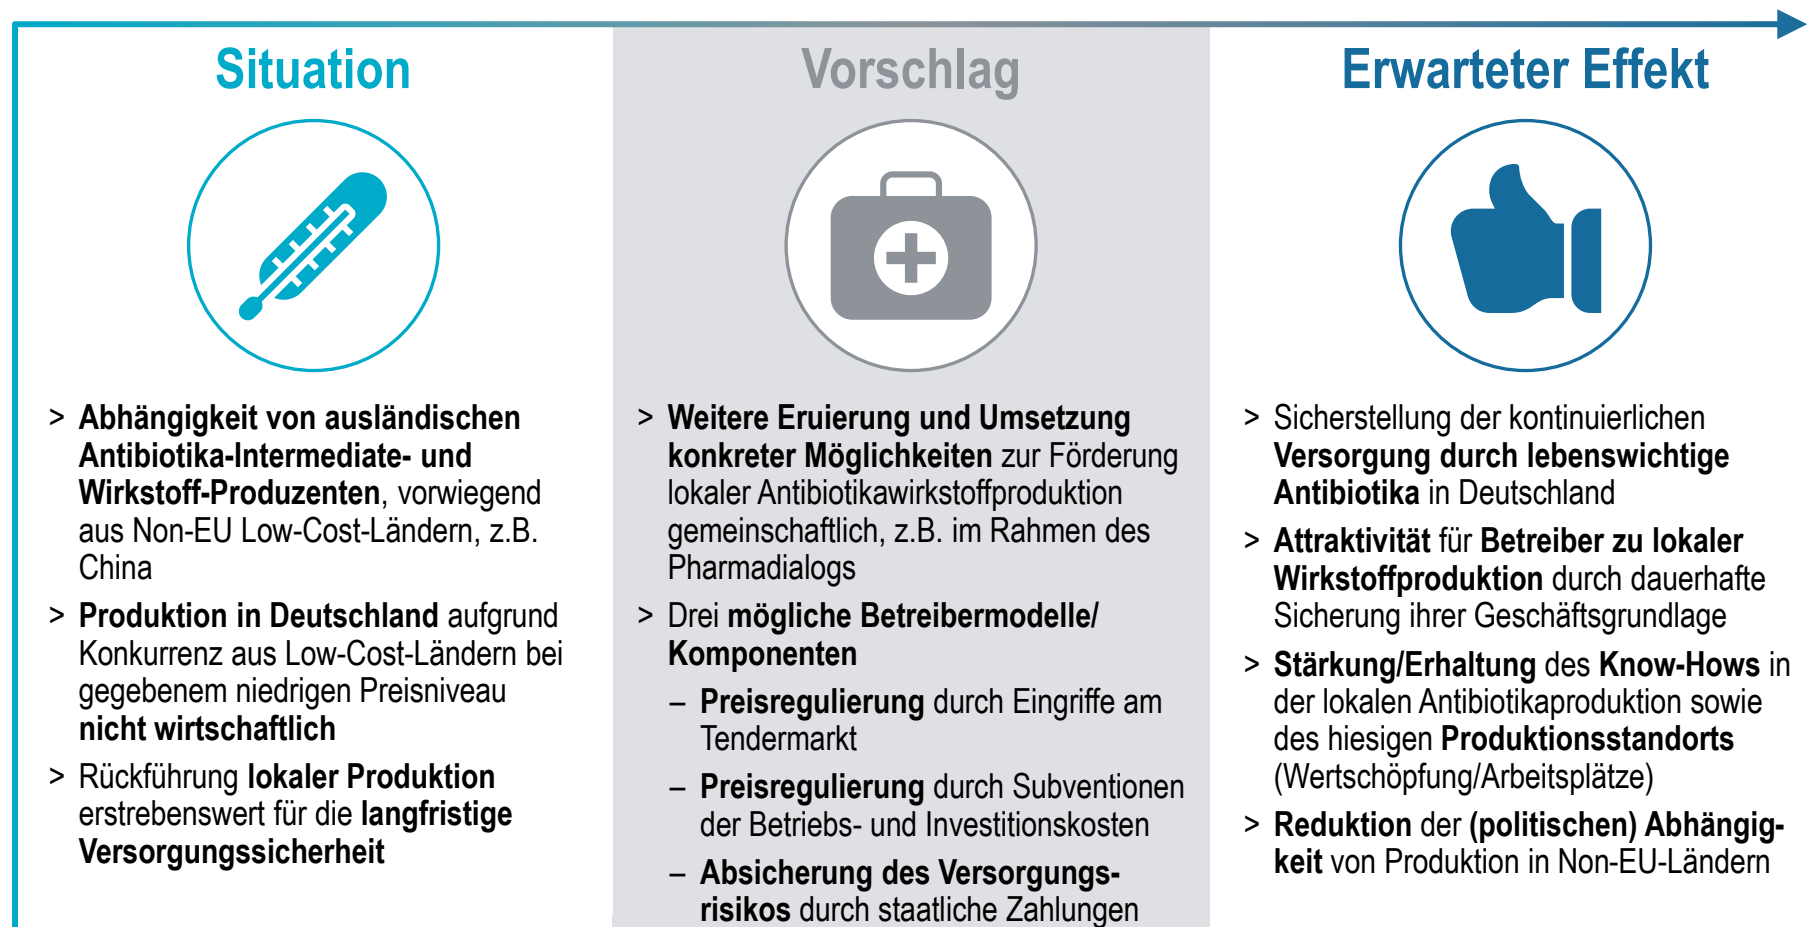 Situation
> Abhängigkeit von ausländischen
Antibiotika-Intermediate- und
Wirkstoff-Produzenten, vorwiegend
aus Non-EU Low-Cost-Ländern, z.B.
China
> Produktion in Deutschland aufgrund
Konkurrenz aus Low-Cost-Ländern bei
gegebenem niedrigen Preisniveau
nicht wirtschaftlich
> Rückführung lokaler Produktion
erstrebenswert für die langfristige
Versorgungssicherheit
Vorschlag
> Weitere Eruierung und Umsetzung
konkreter Möglichkeiten zur Förderung
lokaler Antibiotikawirkstoffproduktion
gemeinschaftlich, z.B. im Rahmen des
Pharmadialogs
> Drei mögliche Betreibermodelle/
Komponenten
– Preisregulierung durch Eingriffe am
Tendermarkt
– Preisregulierung durch Subventionen
der Betriebs- und Investitionskosten
– Absicherung des Versorgungs-
risikos durch staatliche Zahlungen
Erwarteter Effekt
> Sicherstellung der kontinuierlichen
Versorgung durch lebenswichtige
Antibiotika in Deutschland
> Attraktivität für Betreiber zu lokaler
Wirkstoffproduktion durch dauerhafte
Sicherung ihrer Geschäftsgrundlage
> Stärkung/Erhaltung des Know-Hows in
der lokalen Antibiotikaproduktion sowie
des hiesigen Produktionsstandorts
(Wertschöpfung/Arbeitsplätze)
> Reduktion der (politischen) Abhängig-
keit von Produktion in Non-EU-Ländern